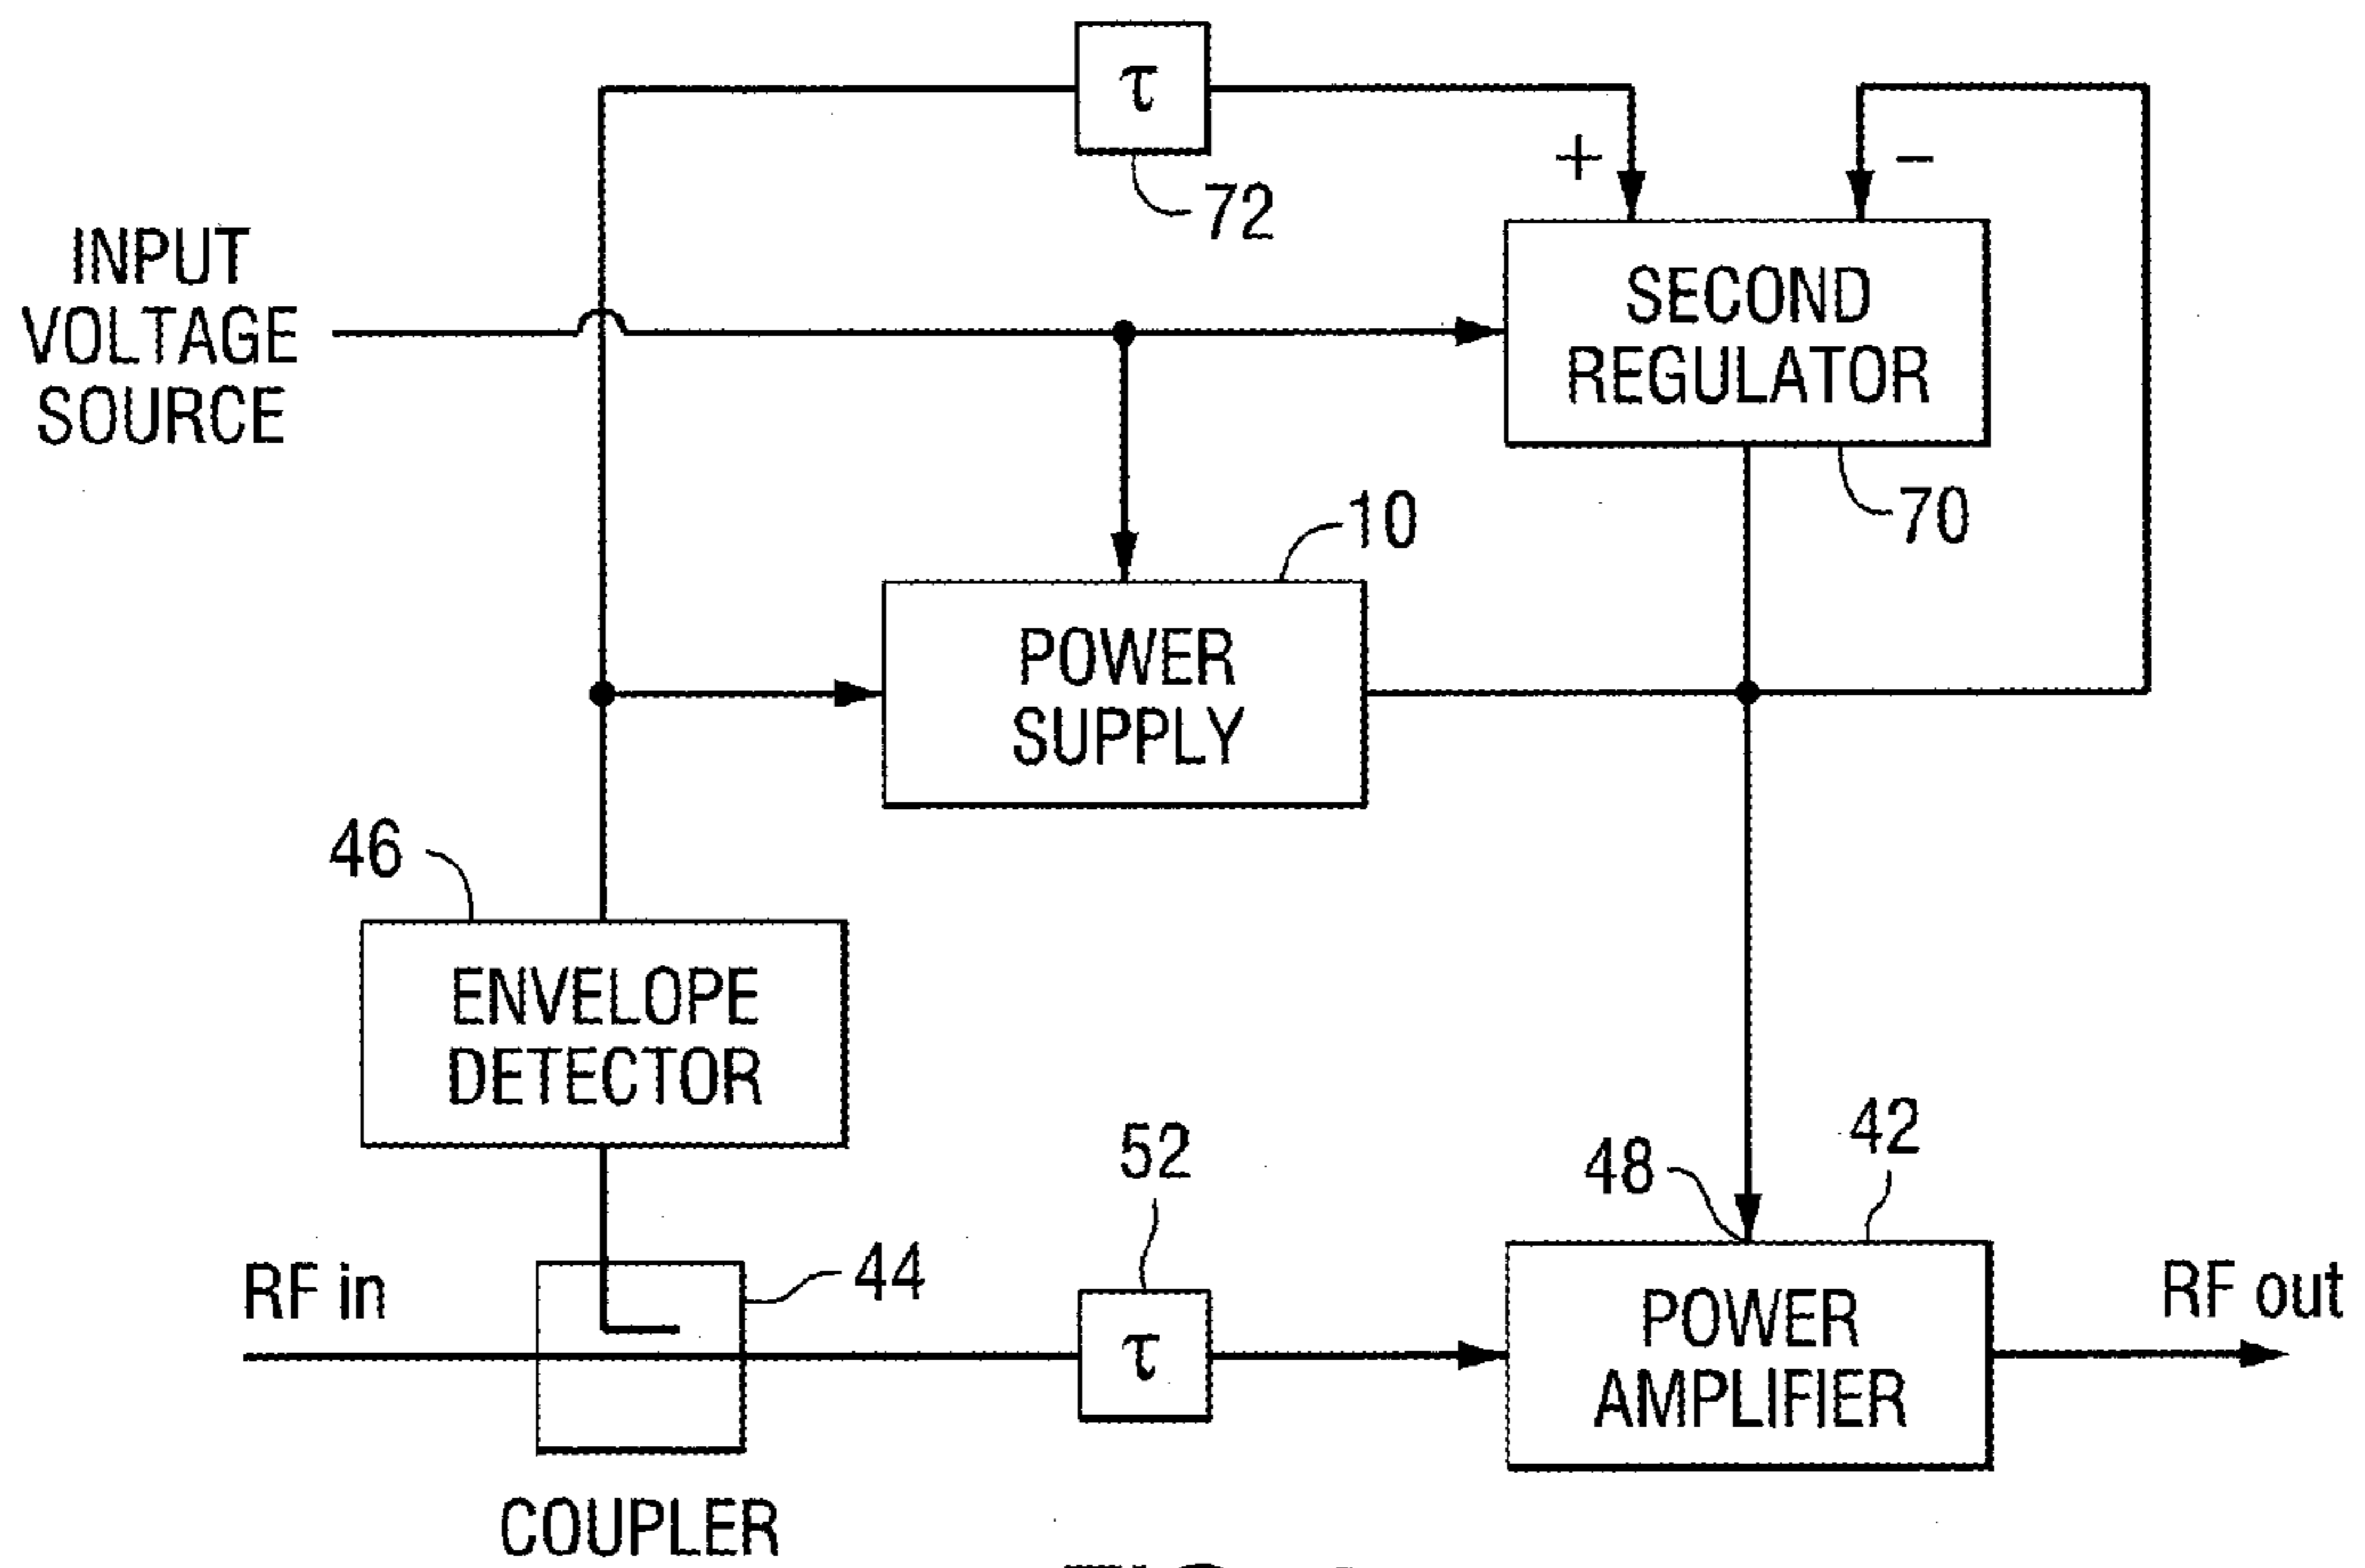 τ
72
+
−
INPUT
VOLTAGE
SOURCE
SECOND
REGULATOR
70
10
POWER
SUPPLY
46
ENVELOPE
DETECTOR
52
48
42
RF in
44
τ
POWER
AMPLIFIER
RF out
COUPLER